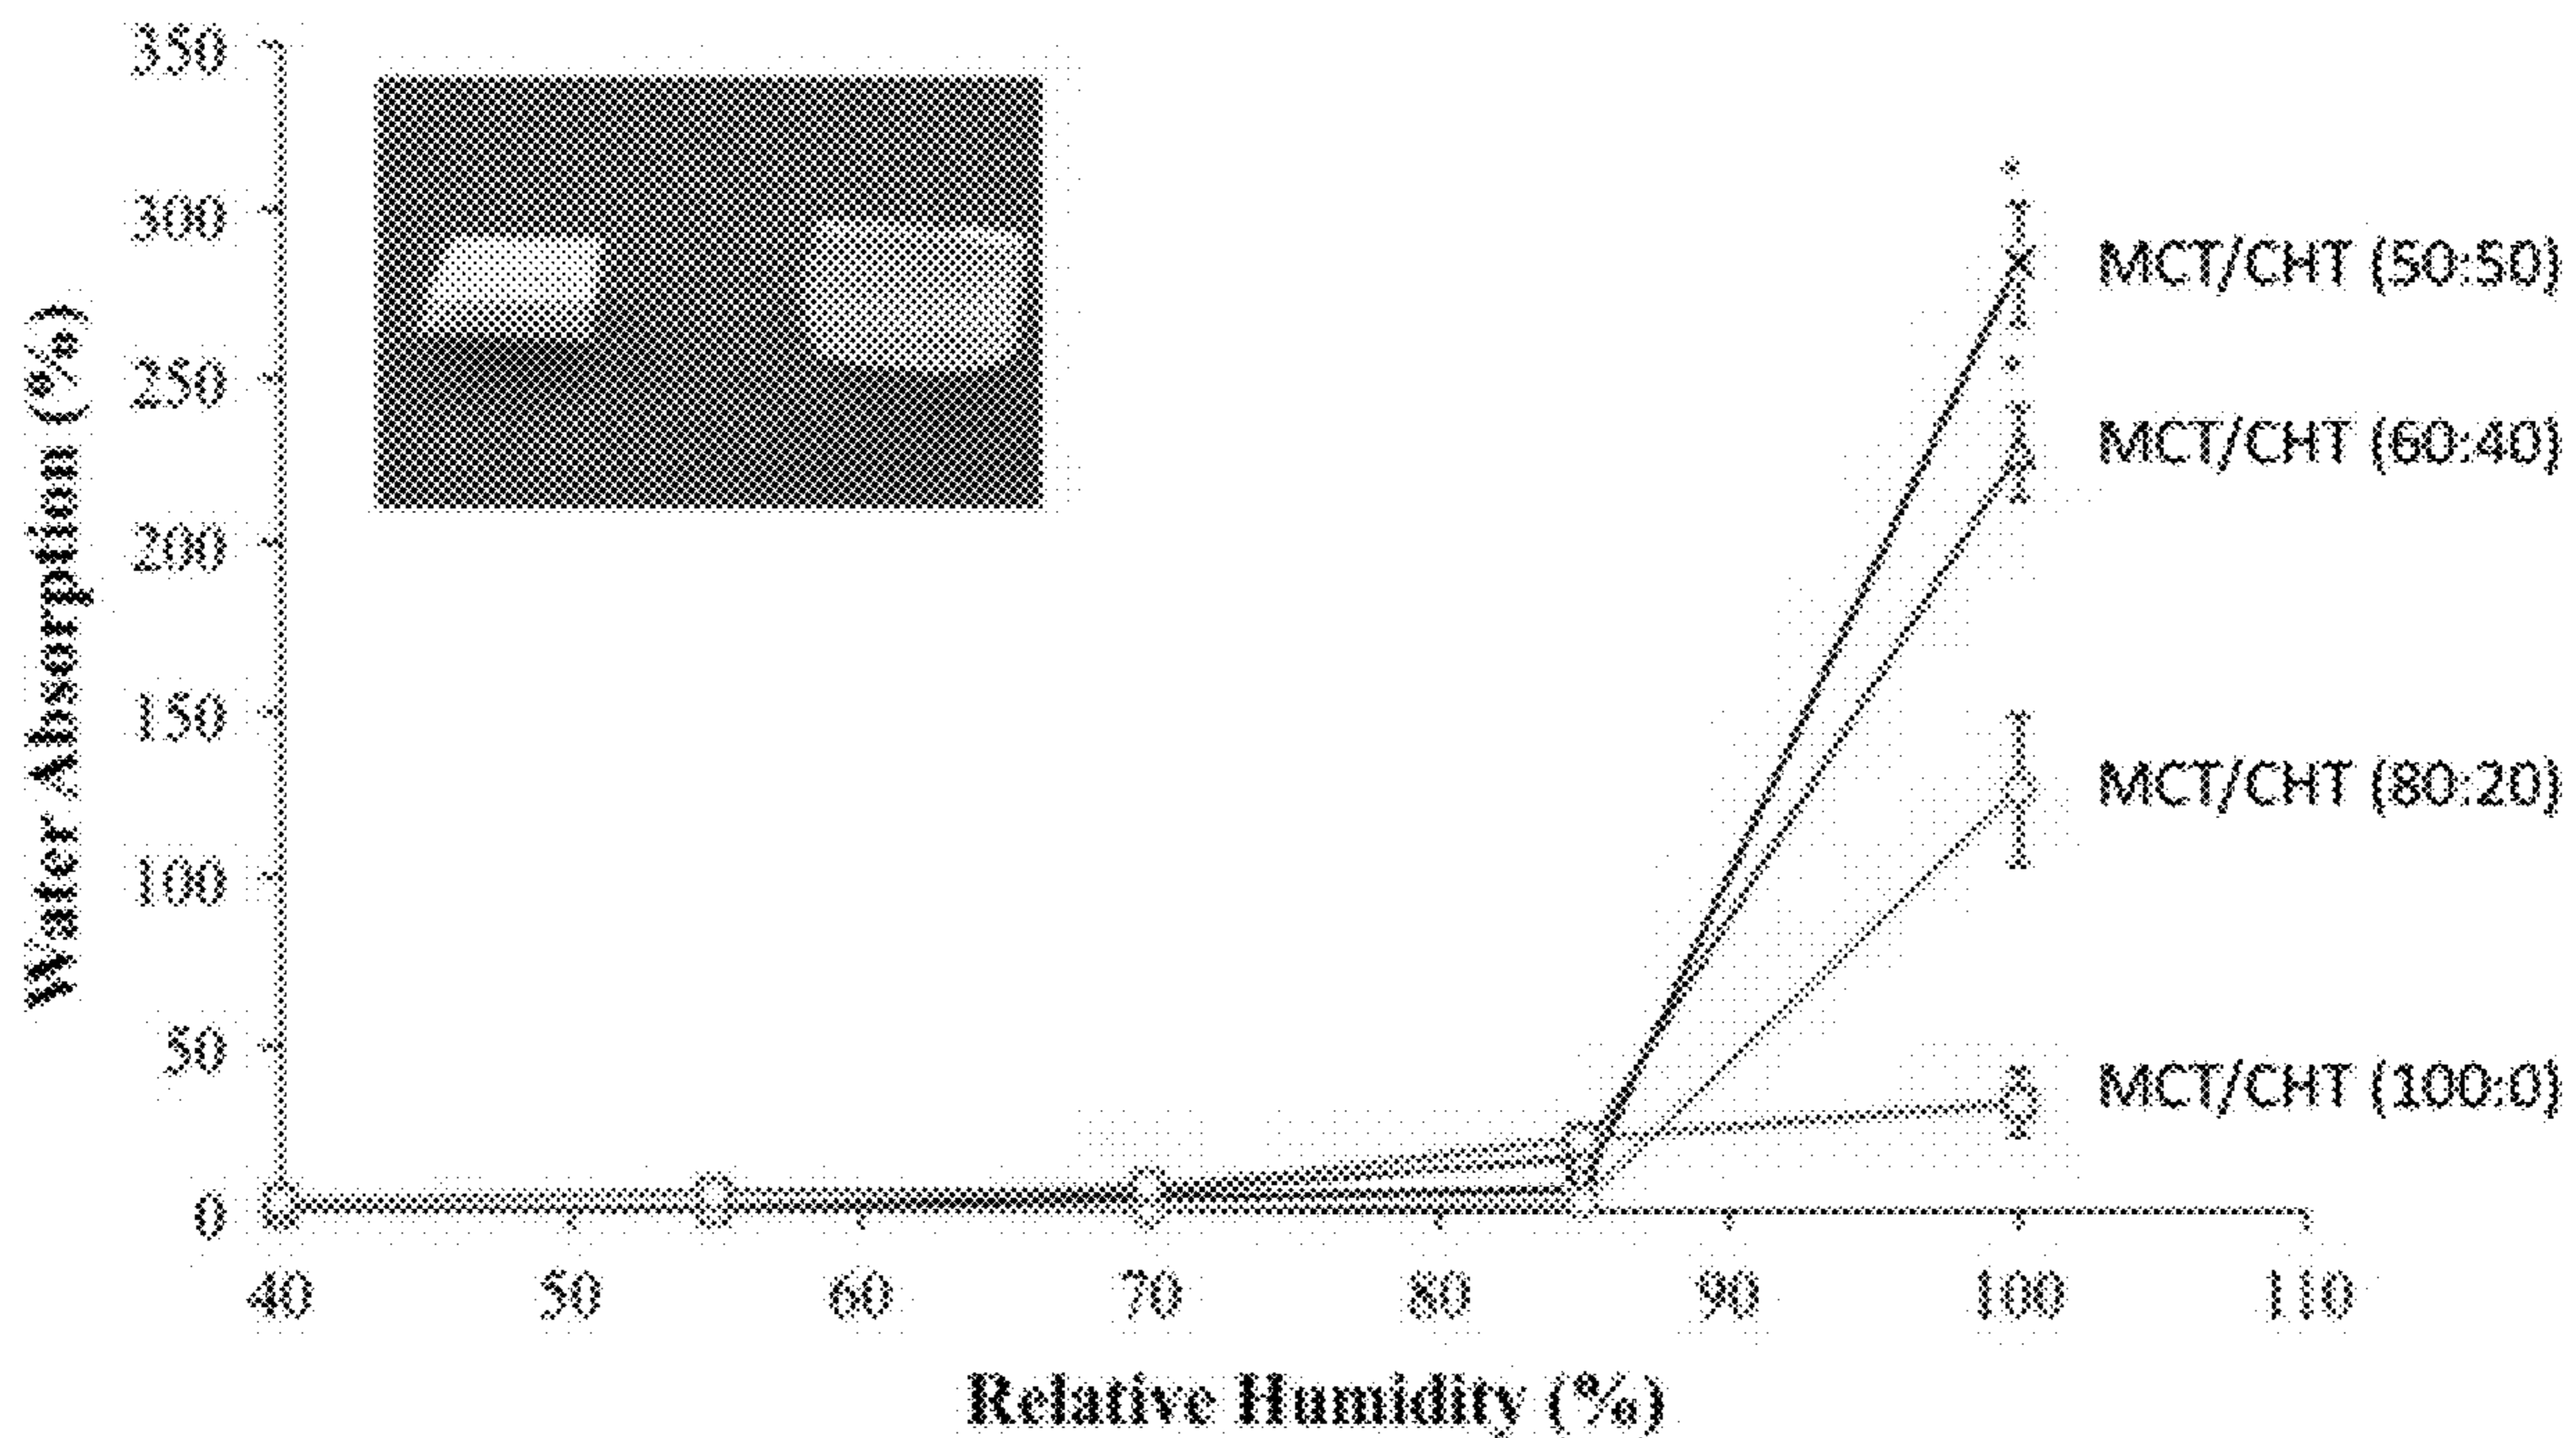 350
300
250
200
150
100
50
0
Water Absorption (%)
MCT/CHT (50:50)
MCT/CHT (60:40)
MCT/CHT (80:20)
MCT/CHT (100:0)
40 50 60 70 80 90 100 110
Relative Humidity (%)